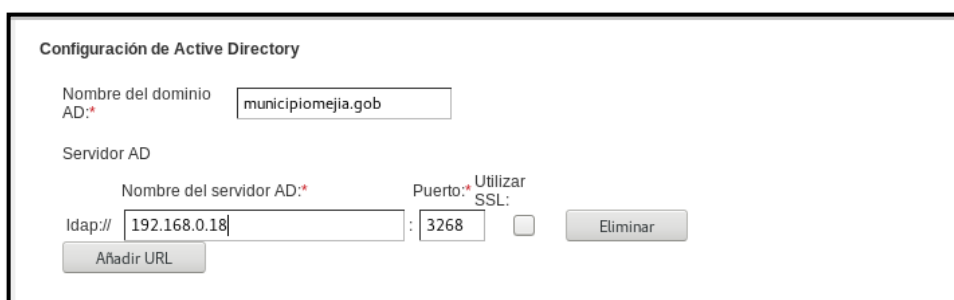 Configuración de Active Directory
Nombre del dominio
AD:*
municipiomejia.gob
Servidor AD
Nombre del servidor AD:*
Puerto:*
Utilizar
SSL:
ldap:// 192.168.0.18 : 3268 Eliminar
Añadir URL